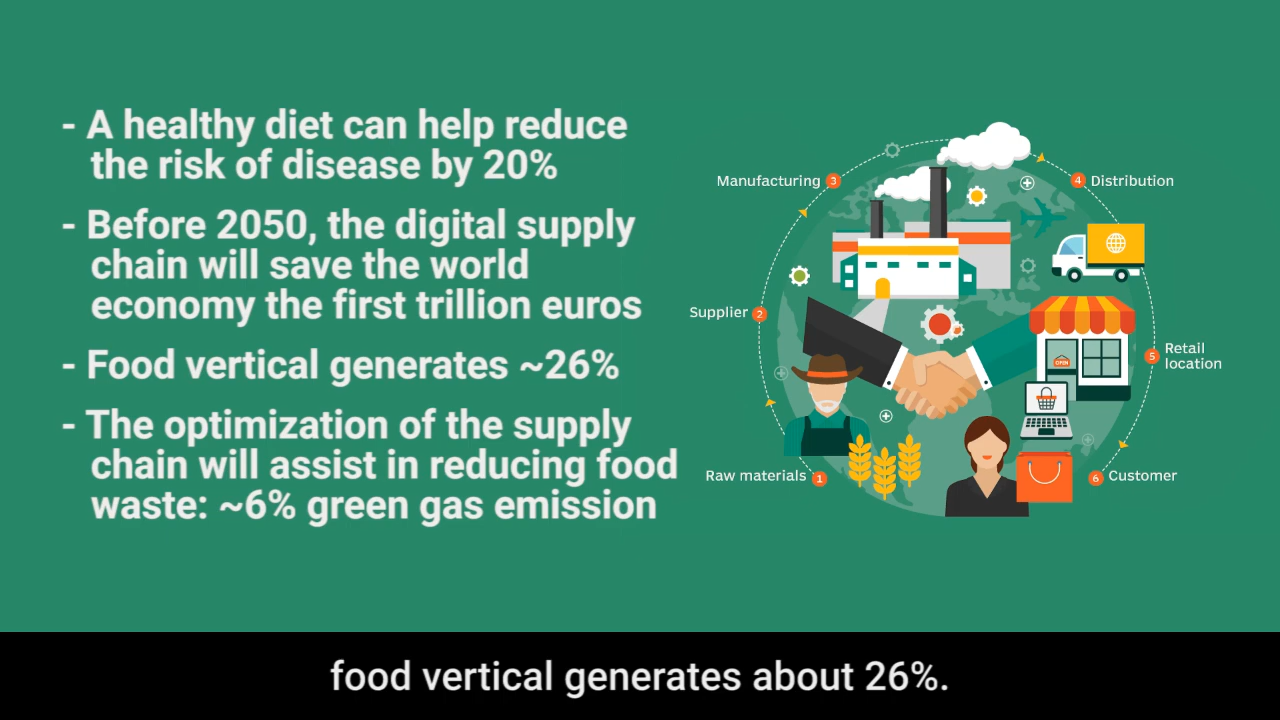 - A healthy diet can help reduce
the risk of disease by 20%
- Before 2050, the digital supply
chain will save the world
economy the first trillion euros
- Food vertical generates ~26%
- The optimization of the supply
chain will assist in reducing food
waste: ~6% green gas emission
Manufacturing 3
4 Distribution
Supplier 2
5 Retail
location
OPEN
Raw materials 1
6 Customer
food vertical generates about 26%.